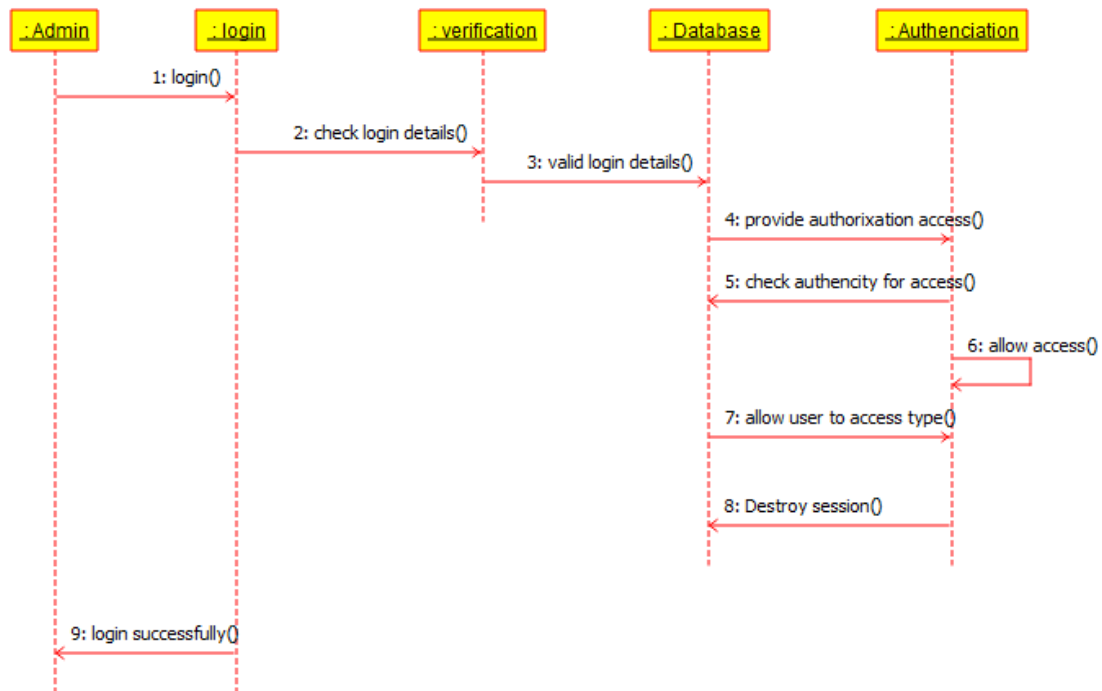 : Admin
: login
: verification
: Database
: Authenciation
1: login()
2: check login details()
3: valid login details()
4: provide authorixation access()
5: check authencity for access()
6: allow access()
7: allow user to access type()
8: Destroy session()
9: login successfully()